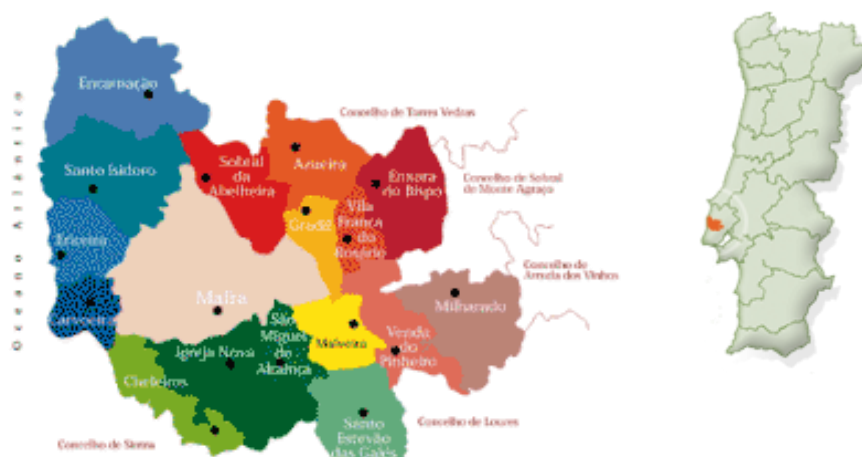 Encarnação
Oceano Atlântico
Concelho de Torres Vedras
Santo Isidoro
Sobral
da
Abelheira
Azueira
Enxara
do Bispo
Concelho de Sobral
de Monte Agraço
Ericeira
Gradil
Vila
Franca
do
Rosário
Concelho de
Arruda dos Vinhos
Carvoeira
Mafra
Milharado
São
Miguel
de
Alcainça
Igreja Nova
Malveira
Venda
do
Pinheiro
Cheleiros
Santo
Estevão
das Galés
Concelho de Loures
Concelho de Sintra